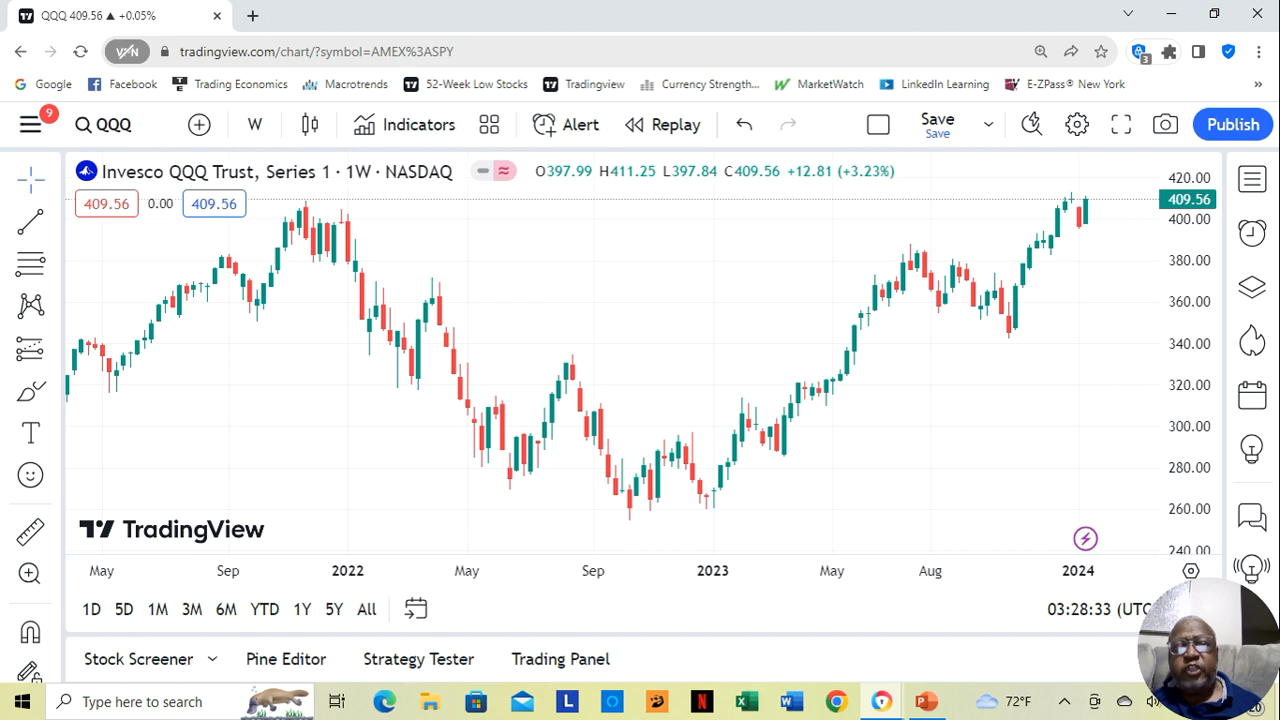 QQQ 409.56 ▲ +0.05%
VPN tradingview.com/chart/?symbol=AMEX%3ASPY
3
Google Facebook Trading Economics Macrotrends 52-Week Low Stocks Tradingview Currency Strength... MarketWatch LinkedIn Learning E-ZPass® New York »
9 QQQ W Indicators Alert Replay Save Publish
Save
Invesco QQQ Trust, Series 1 · 1W · NASDAQ O397.99 H411.25 L397.84 C409.56 +12.81 (+3.23%)
409.56 0.00 409.56
420.00
409.56
400.00
380.00
360.00
340.00
320.00
300.00
280.00
260.00
240.00
TradingView
May Sep 2022 May Sep 2023 May Aug 2024
1D 5D 1M 3M 6M YTD 1Y 5Y All 03:28:33 (UTC
Stock Screener Pine Editor Strategy Tester Trading Panel
Type here to search 72°F